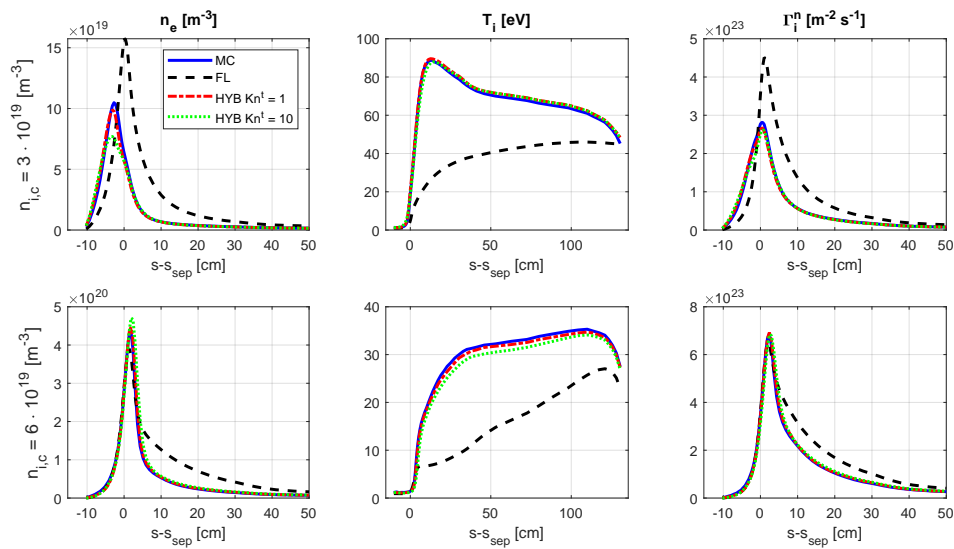 n_e [m^-3]
×10^19
n_{i,c} = 3 · 10^19 [m^-3]
15
10
5
0
MC
FL
HYB Kn^t = 1
HYB Kn^t = 10
-10 0 10 20 30 40 50
s-s_sep [cm]
T_i [eV]
100
80
60
40
20
0
0 50 100
s-s_sep [cm]
Γ_i^n [m^-2 s^-1]
×10^23
5
4
3
2
1
0
-10 0 10 20 30 40 50
s-s_sep [cm]
×10^20
n_{i,c} = 6 · 10^19 [m^-3]
5
4
3
2
1
0
-10 0 10 20 30 40 50
s-s_sep [cm]
40
30
20
10
0
0 50 100
s-s_sep [cm]
×10^23
8
6
4
2
0
-10 0 10 20 30 40 50
s-s_sep [cm]